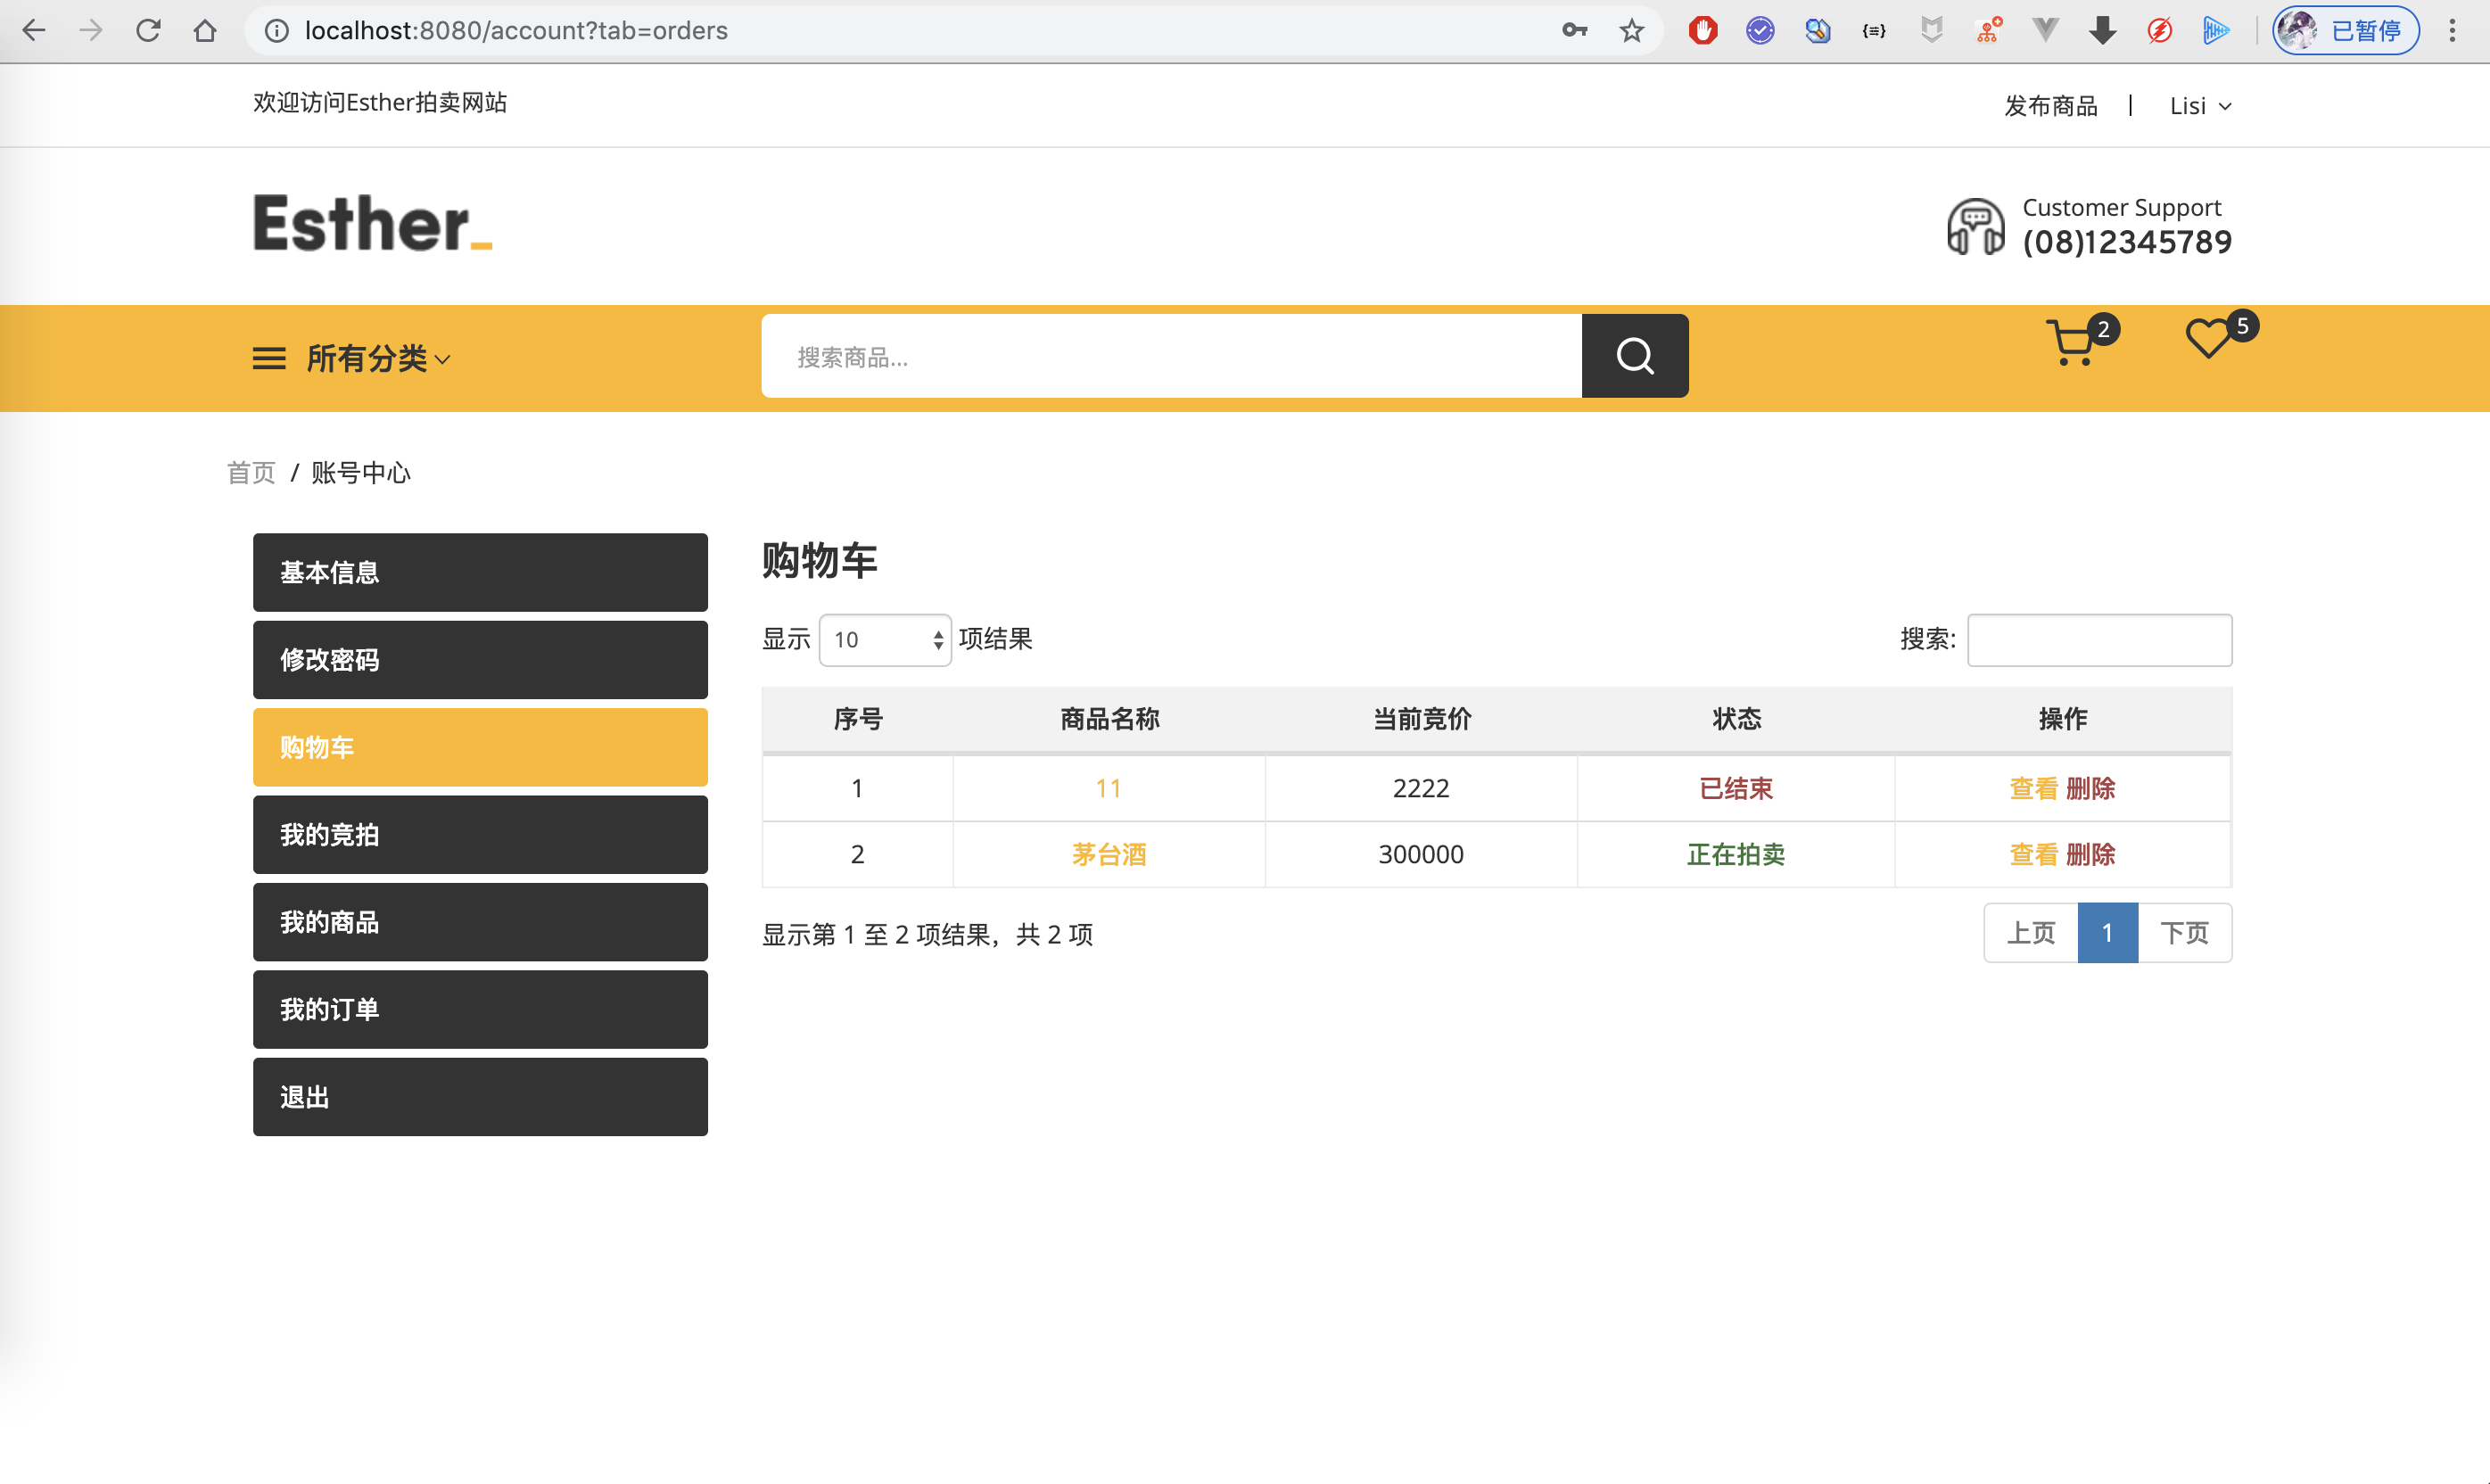 localhost:8080/account?tab=orders
已暂停
欢迎访问Esther拍卖网站
发布商品 | Lisi
Esther_
Customer Support
(08)12345789
所有分类
搜索商品...
2
5
首页 / 账号中心
基本信息
修改密码
购物车
我的竞拍
我的商品
我的订单
退出
购物车
显示 10 项结果
搜索:
序号 商品名称 当前竞价 状态 操作
1 11 2222 已结束 查看 删除
2 茅台酒 300000 正在拍卖 查看 删除
显示第 1 至 2 项结果，共 2 项
上页 1 下页